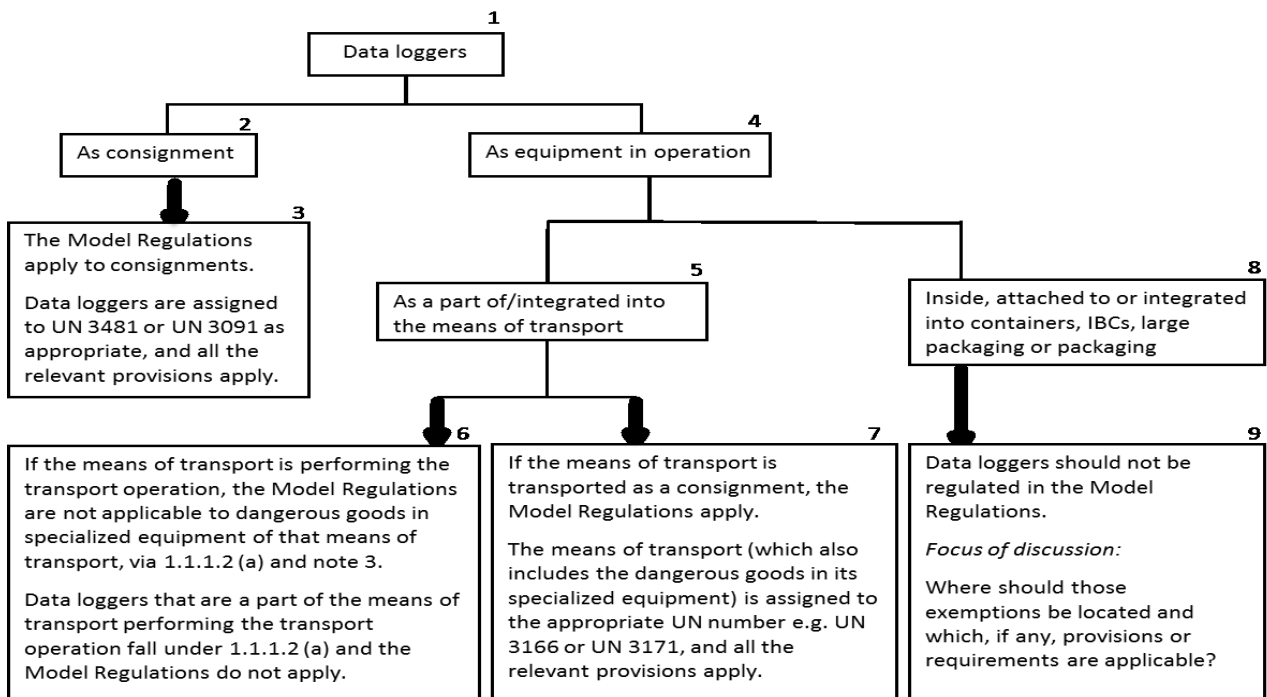 1
Data loggers
2
As consignment
3
The Model Regulations
apply to consignments.
Data loggers are assigned
to UN 3481 or UN 3091 as
appropriate, and all the
relevant provisions apply.
4
As equipment in operation
5
As a part of/integrated into
the means of transport
6
If the means of transport is performing the
transport operation, the Model Regulations
are not applicable to dangerous goods in
specialized equipment of that means of
transport, via 1.1.1.2 (a) and note 3.
Data loggers that are a part of the means of
transport performing the transport
operation fall under 1.1.1.2 (a) and the
Model Regulations do not apply.
7
If the means of transport is
transported as a consignment, the
Model Regulations apply.
The means of transport (which also
includes the dangerous goods in its
specialized equipment) is assigned to
the appropriate UN number e.g. UN
3166 or UN 3171, and all the
relevant provisions apply.
8
Inside, attached to or integrated
into containers, IBCs, large
packaging or packaging
9
Data loggers should not be
regulated in the Model
Regulations.
Focus of discussion:
Where should those
exemptions be located and
which, if any, provisions or
requirements are applicable?